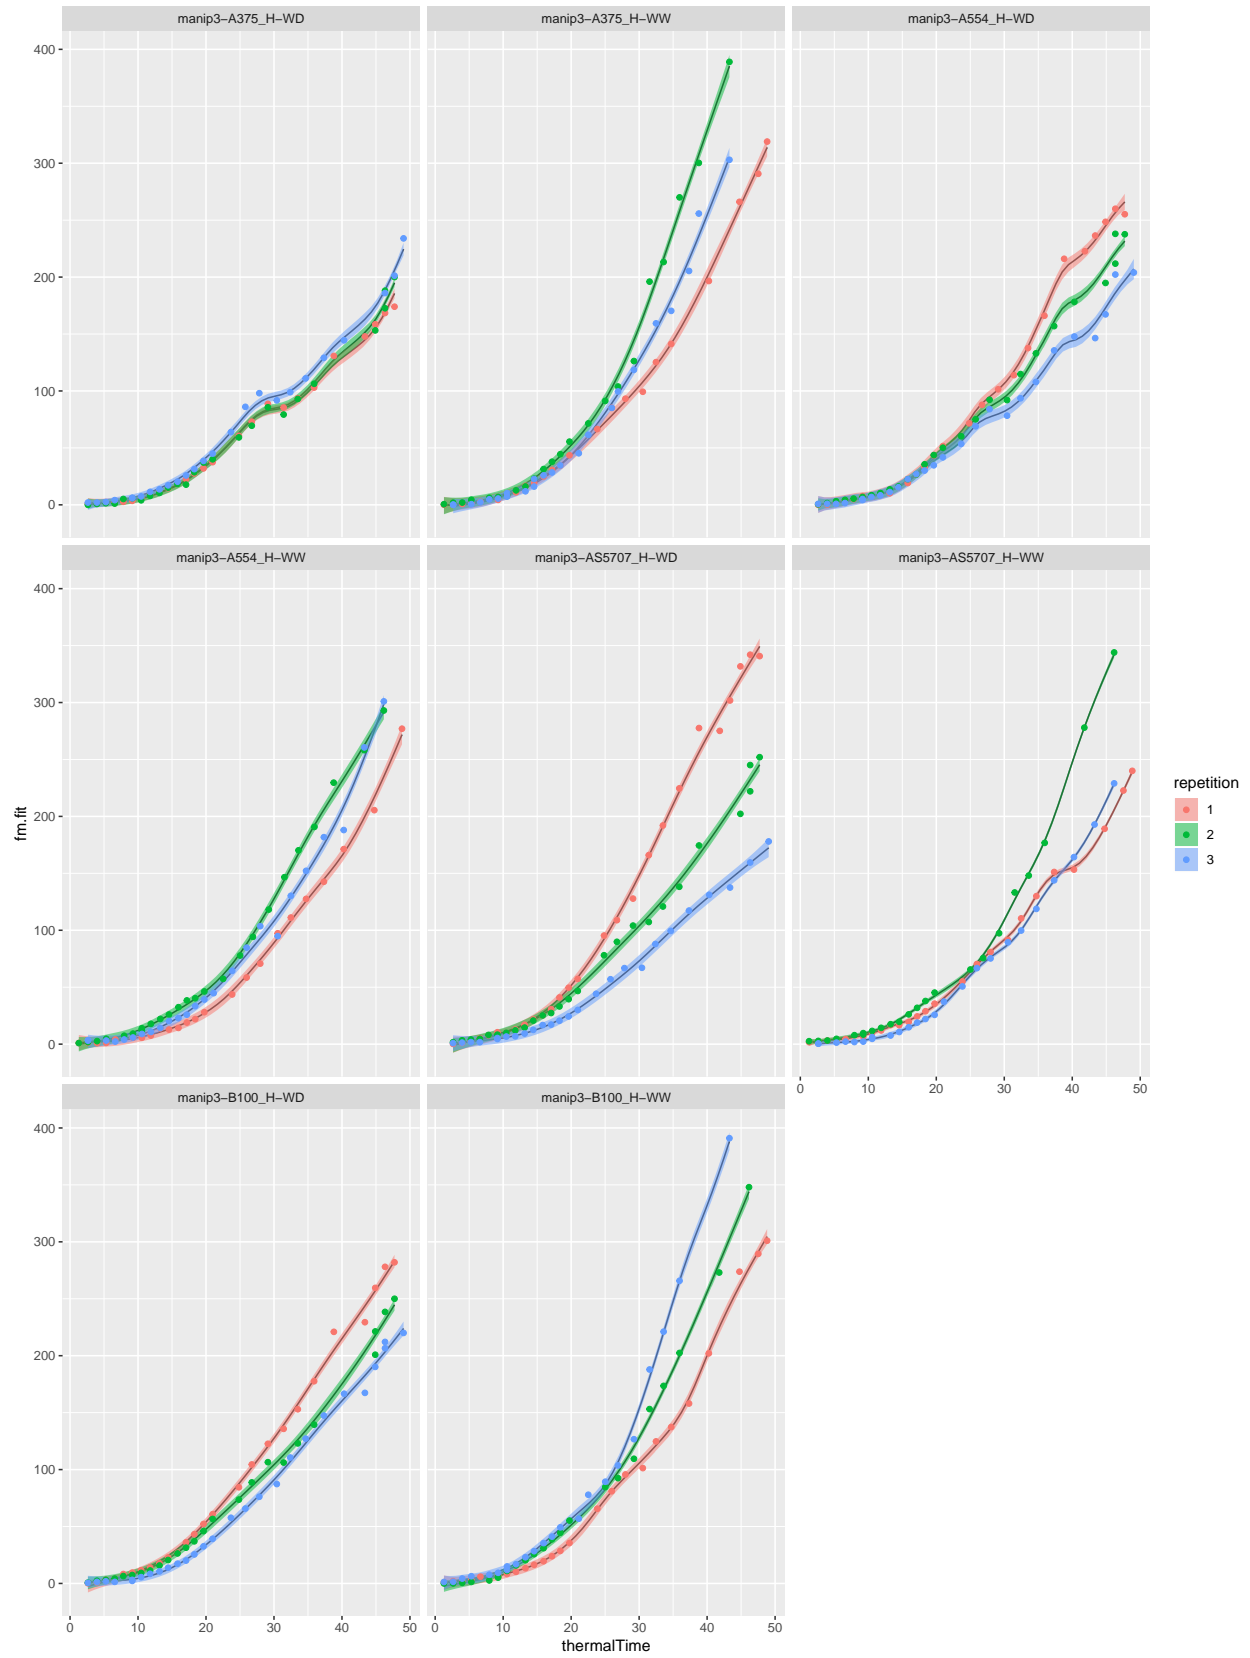 manip3-A375_H-WD
manip3-A375_H-WW
manip3-A554_H-WD
400
300
200
100
0
manip3-A554_H-WW
manip3-AS5707_H-WD
manip3-AS5707_H-WW
400
300
200
100
0
0 10 20 30 40 50
manip3-B100_H-WD
manip3-B100_H-WW
400
300
200
100
0
0 10 20 30 40 50
0 10 20 30 40 50
thermalTime
fm.fit
repetition
1
2
3